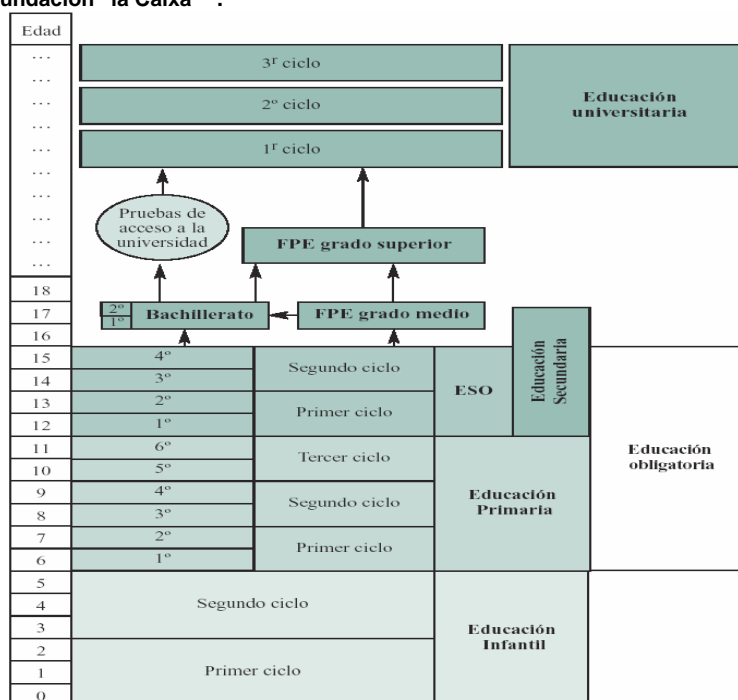 undación "la Caixa" .
Edad
...
3r ciclo
...
...
2º ciclo
Educación
universitaria
...
...
1r ciclo
...
...
Pruebas de
acceso a la
universidad
...
...
FPE grado superior
...
18
17
2º
1º
Bachillerato
FPE grado medio
16
15
4º
Segundo ciclo
14
3º
ESO
Educación
Secundaria
13
2º
Primer ciclo
12
1º
11
6º
Tercer ciclo
Educación
obligatoria
10
5º
9
4º
Segundo ciclo
Educación
Primaria
8
3º
7
2º
Primer ciclo
6
1º
5
4
Segundo ciclo
3
Educación
Infantil
2
1
Primer ciclo
0